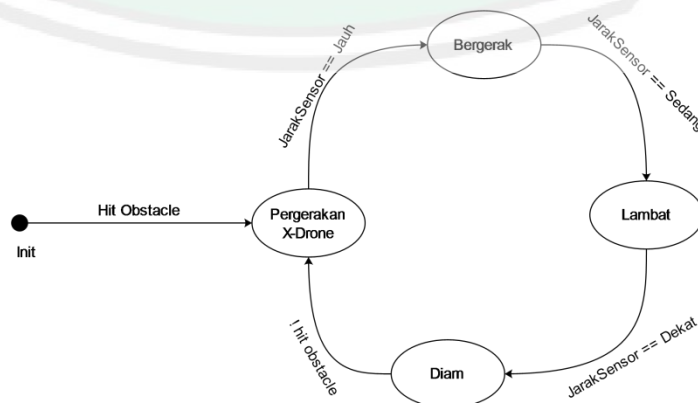 Bergerak
JarakSensor == Jauh
JarakSensor == Sedang
Hit Obstacle
Init
Pergerakan
X-Drone
Lambat
! hit obstacle
Diam
JarakSensor == Dekat